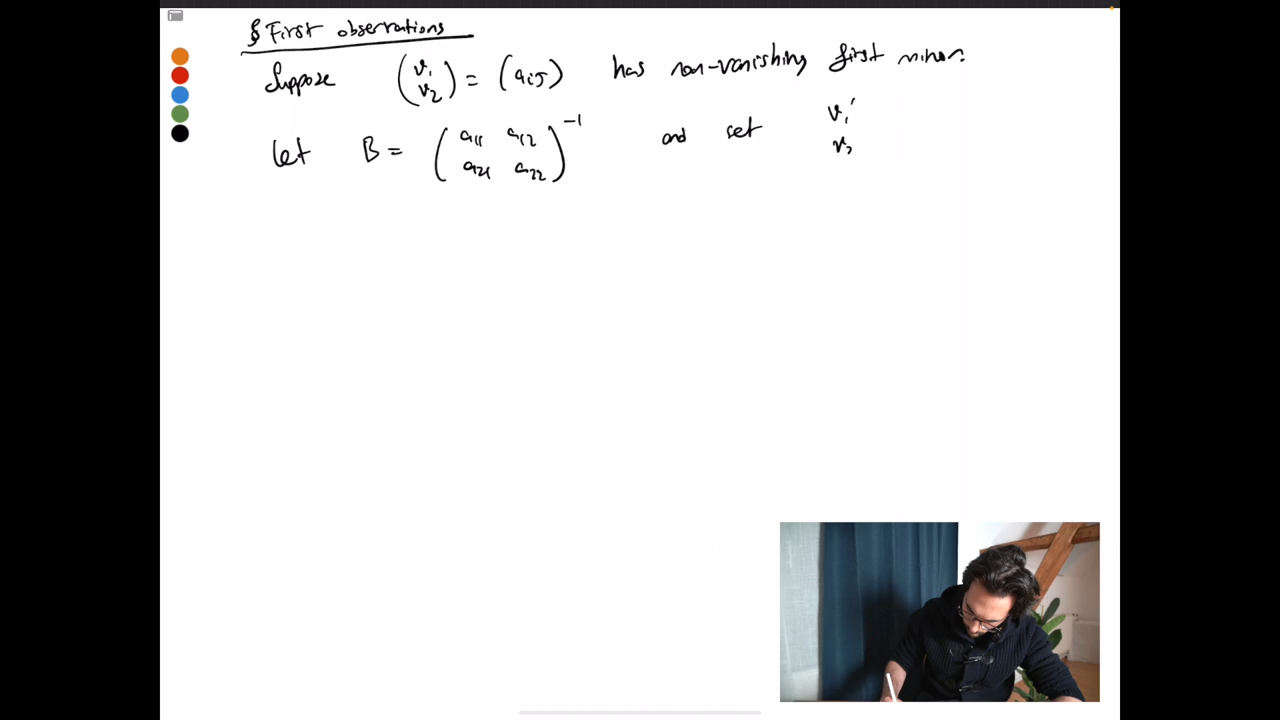 § First observations
Suppose (v₁ v₂) = (aᵢⱼ) has non-vanishing first minor.
Let B = (a₁₁ a₁₂ a₂₁ a₂₂)⁻¹ and set v₁' v₂